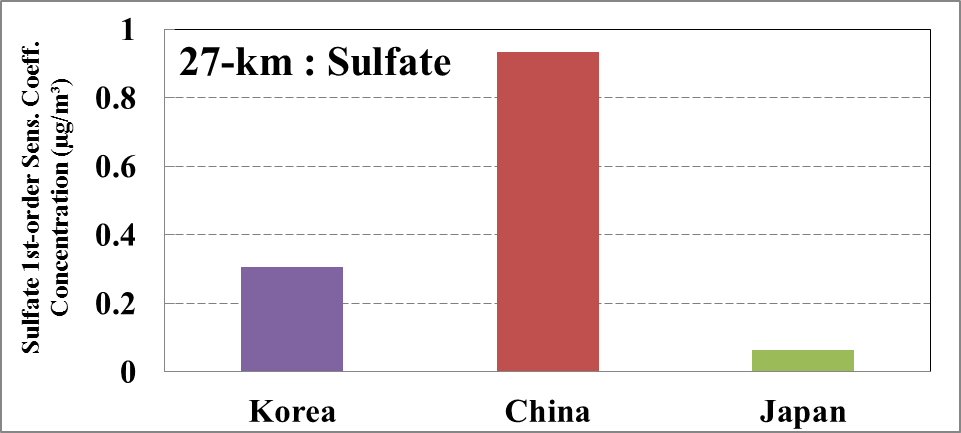 27-km : Sulfate
Sulfate 1st-order Sens. Coeff.
Concentration (μg/m³)
1
0.8
0.6
0.4
0.2
0
Korea China Japan